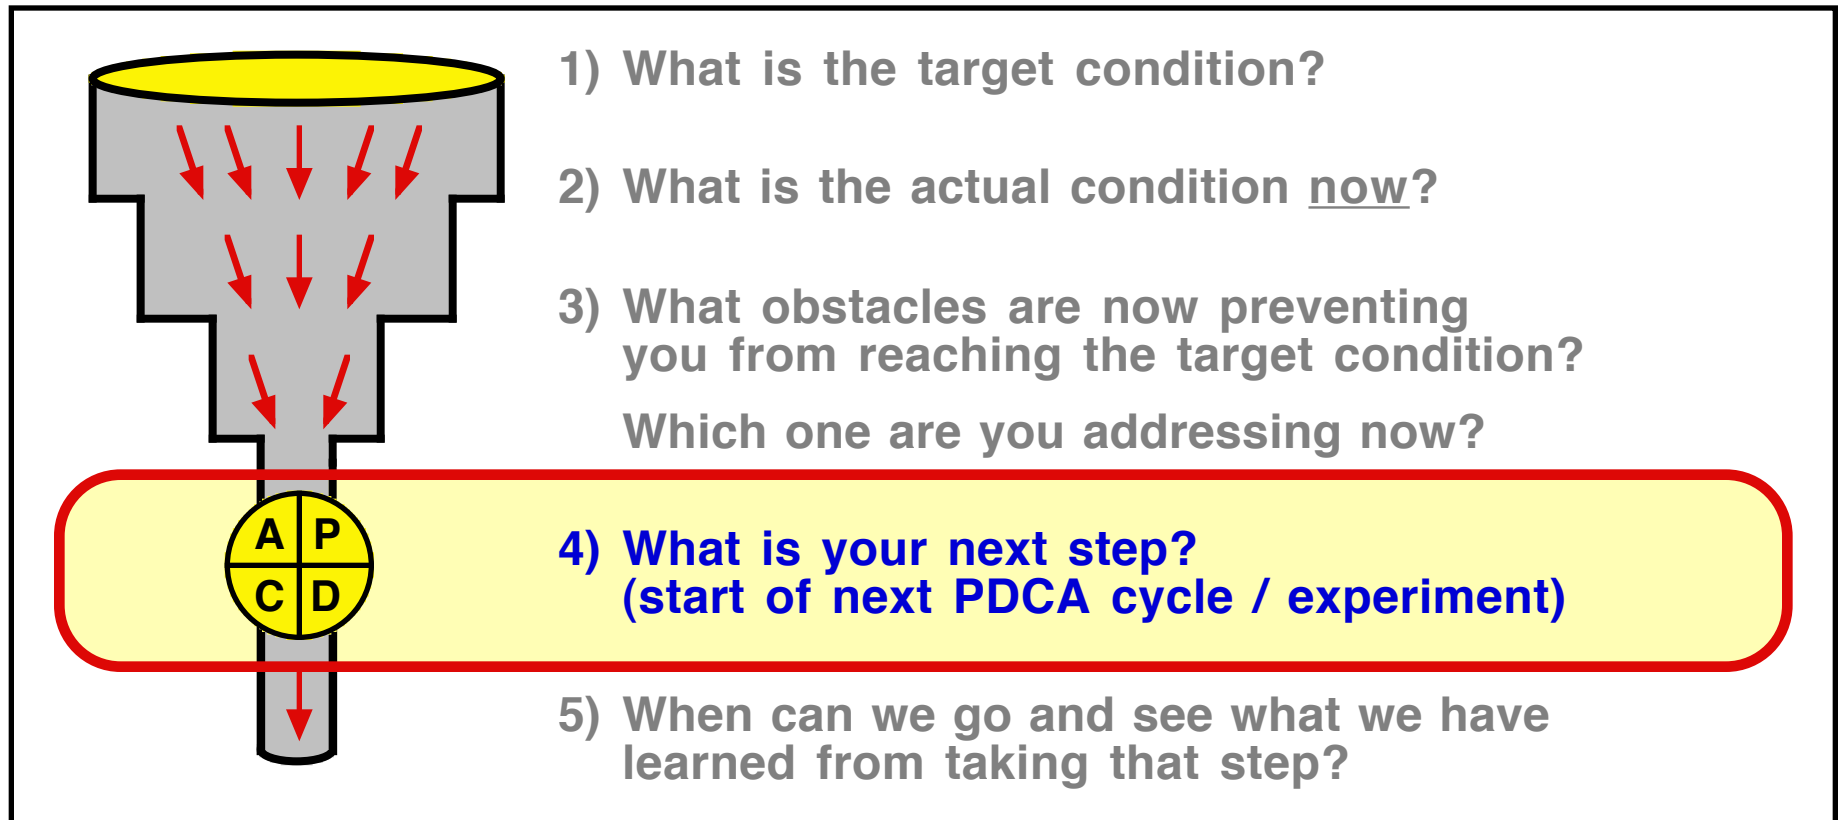 1) What is the target condition?
2) What is the actual condition now?
3) What obstacles are now preventing
you from reaching the target condition?
Which one are you addressing now?
A P
C D
4) What is your next step?
(start of next PDCA cycle / experiment)
5) When can we go and see what we have
learned from taking that step?